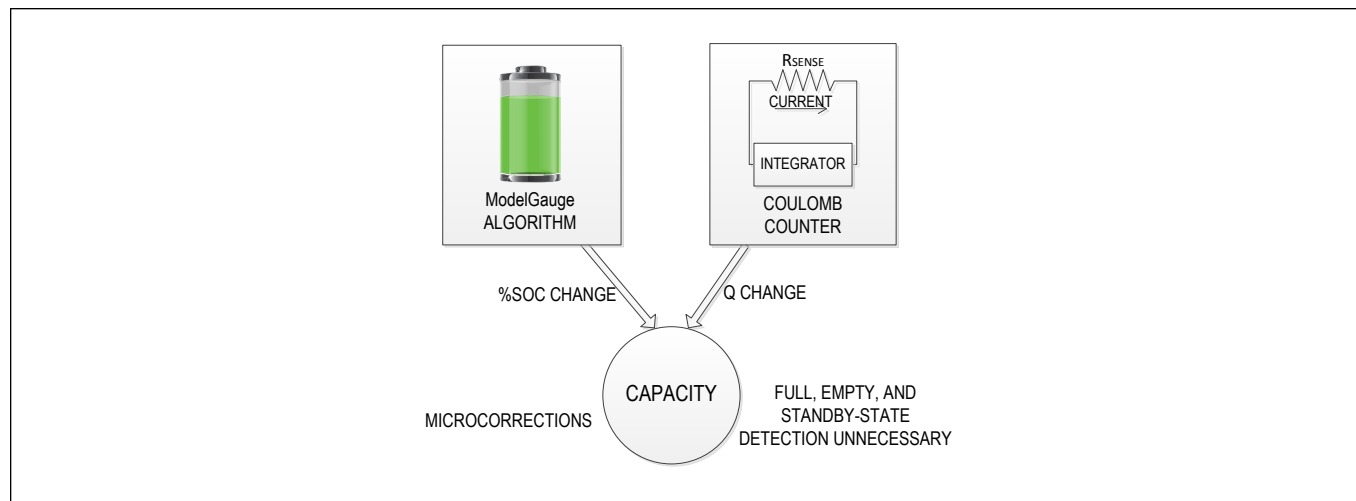 ModelGauge
ALGORITHM
RSENSE
CURRENT
INTEGRATOR
COULOMB
COUNTER
%SOC CHANGE
Q CHANGE
CAPACITY
MICROCORRECTIONS
FULL, EMPTY, AND
STANDBY-STATE
DETECTION UNNECESSARY